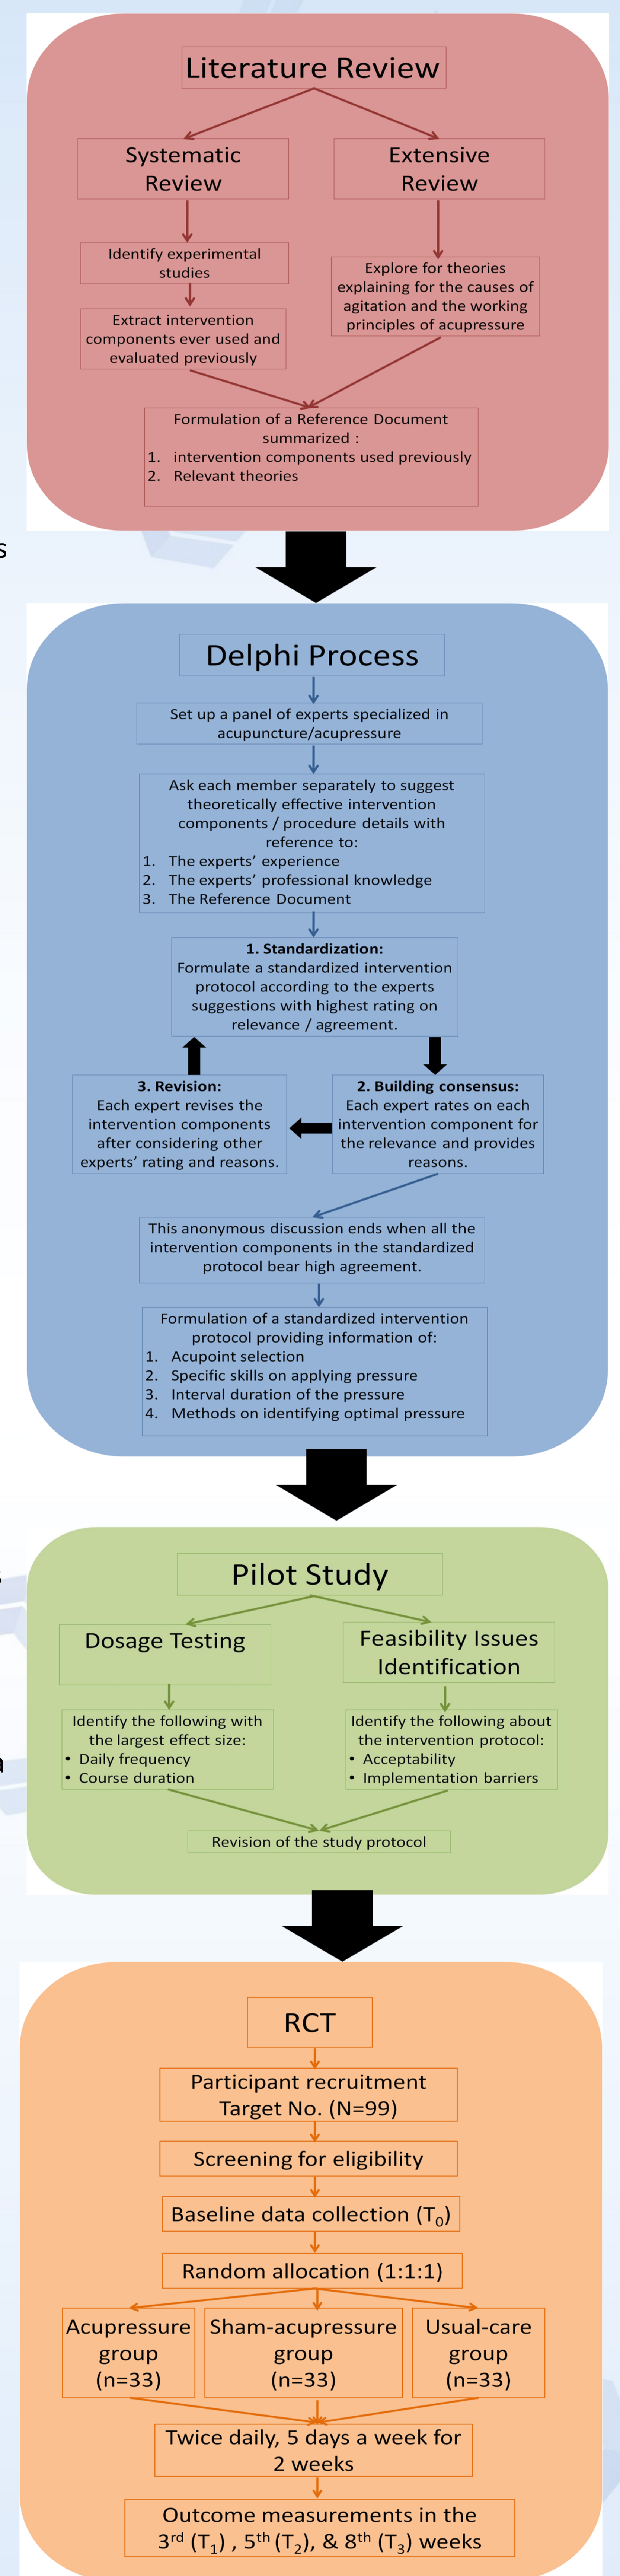 Literature Review
Systematic
Review
Extensive
Review
Identify experimental
studies
Explore for theories
explaining for the causes of
agitation and the working
principles of acupressure
Extract intervention
components ever used and
evaluated previously
Formulation of a Reference Document
summarized :
1. intervention components used previously
2. Relevant theories
s
Delphi Process
Set up a panel of experts specialized in
acupuncture/acupressure
Ask each member separately to suggest
theoretically effective intervention
components / procedure details with
reference to:
1. The experts’ experience
2. The experts’ professional knowledge
3. The Reference Document
1. Standardization:
Formulate a standardized intervention
protocol according to the experts
suggestions with highest rating on
relevance / agreement.
3. Revision:
Each expert revises the
intervention components
after considering other
experts’ rating and reasons.
2. Building consensus:
Each expert rates on each
intervention component for
the relevance and provides
reasons.
This anonymous discussion ends when all the
intervention components in the standardized
protocol bear high agreement.
Formulation of a standardized intervention
protocol providing information of:
1. Acupoint selection
2. Specific skills on applying pressure
3. Interval duration of the pressure
4. Methods on identifying optimal pressure
s
Pilot Study
Dosage Testing
Feasibility Issues
Identification
Identify the following with
the largest effect size:
• Daily frequency
• Course duration
Identify the following about
the intervention protocol:
• Acceptability
• Implementation barriers
a
Revision of the study protocol
RCT
Participant recruitment
Target No. (N=99)
Screening for eligibility
Baseline data collection (T0)
Random allocation (1:1:1)
Acupressure
group
(n=33)
Sham-acupressure
group
(n=33)
Usual-care
group
(n=33)
Twice daily, 5 days a week for
2 weeks
Outcome measurements in the
3rd (T1) , 5th (T2), & 8th (T3) weeks